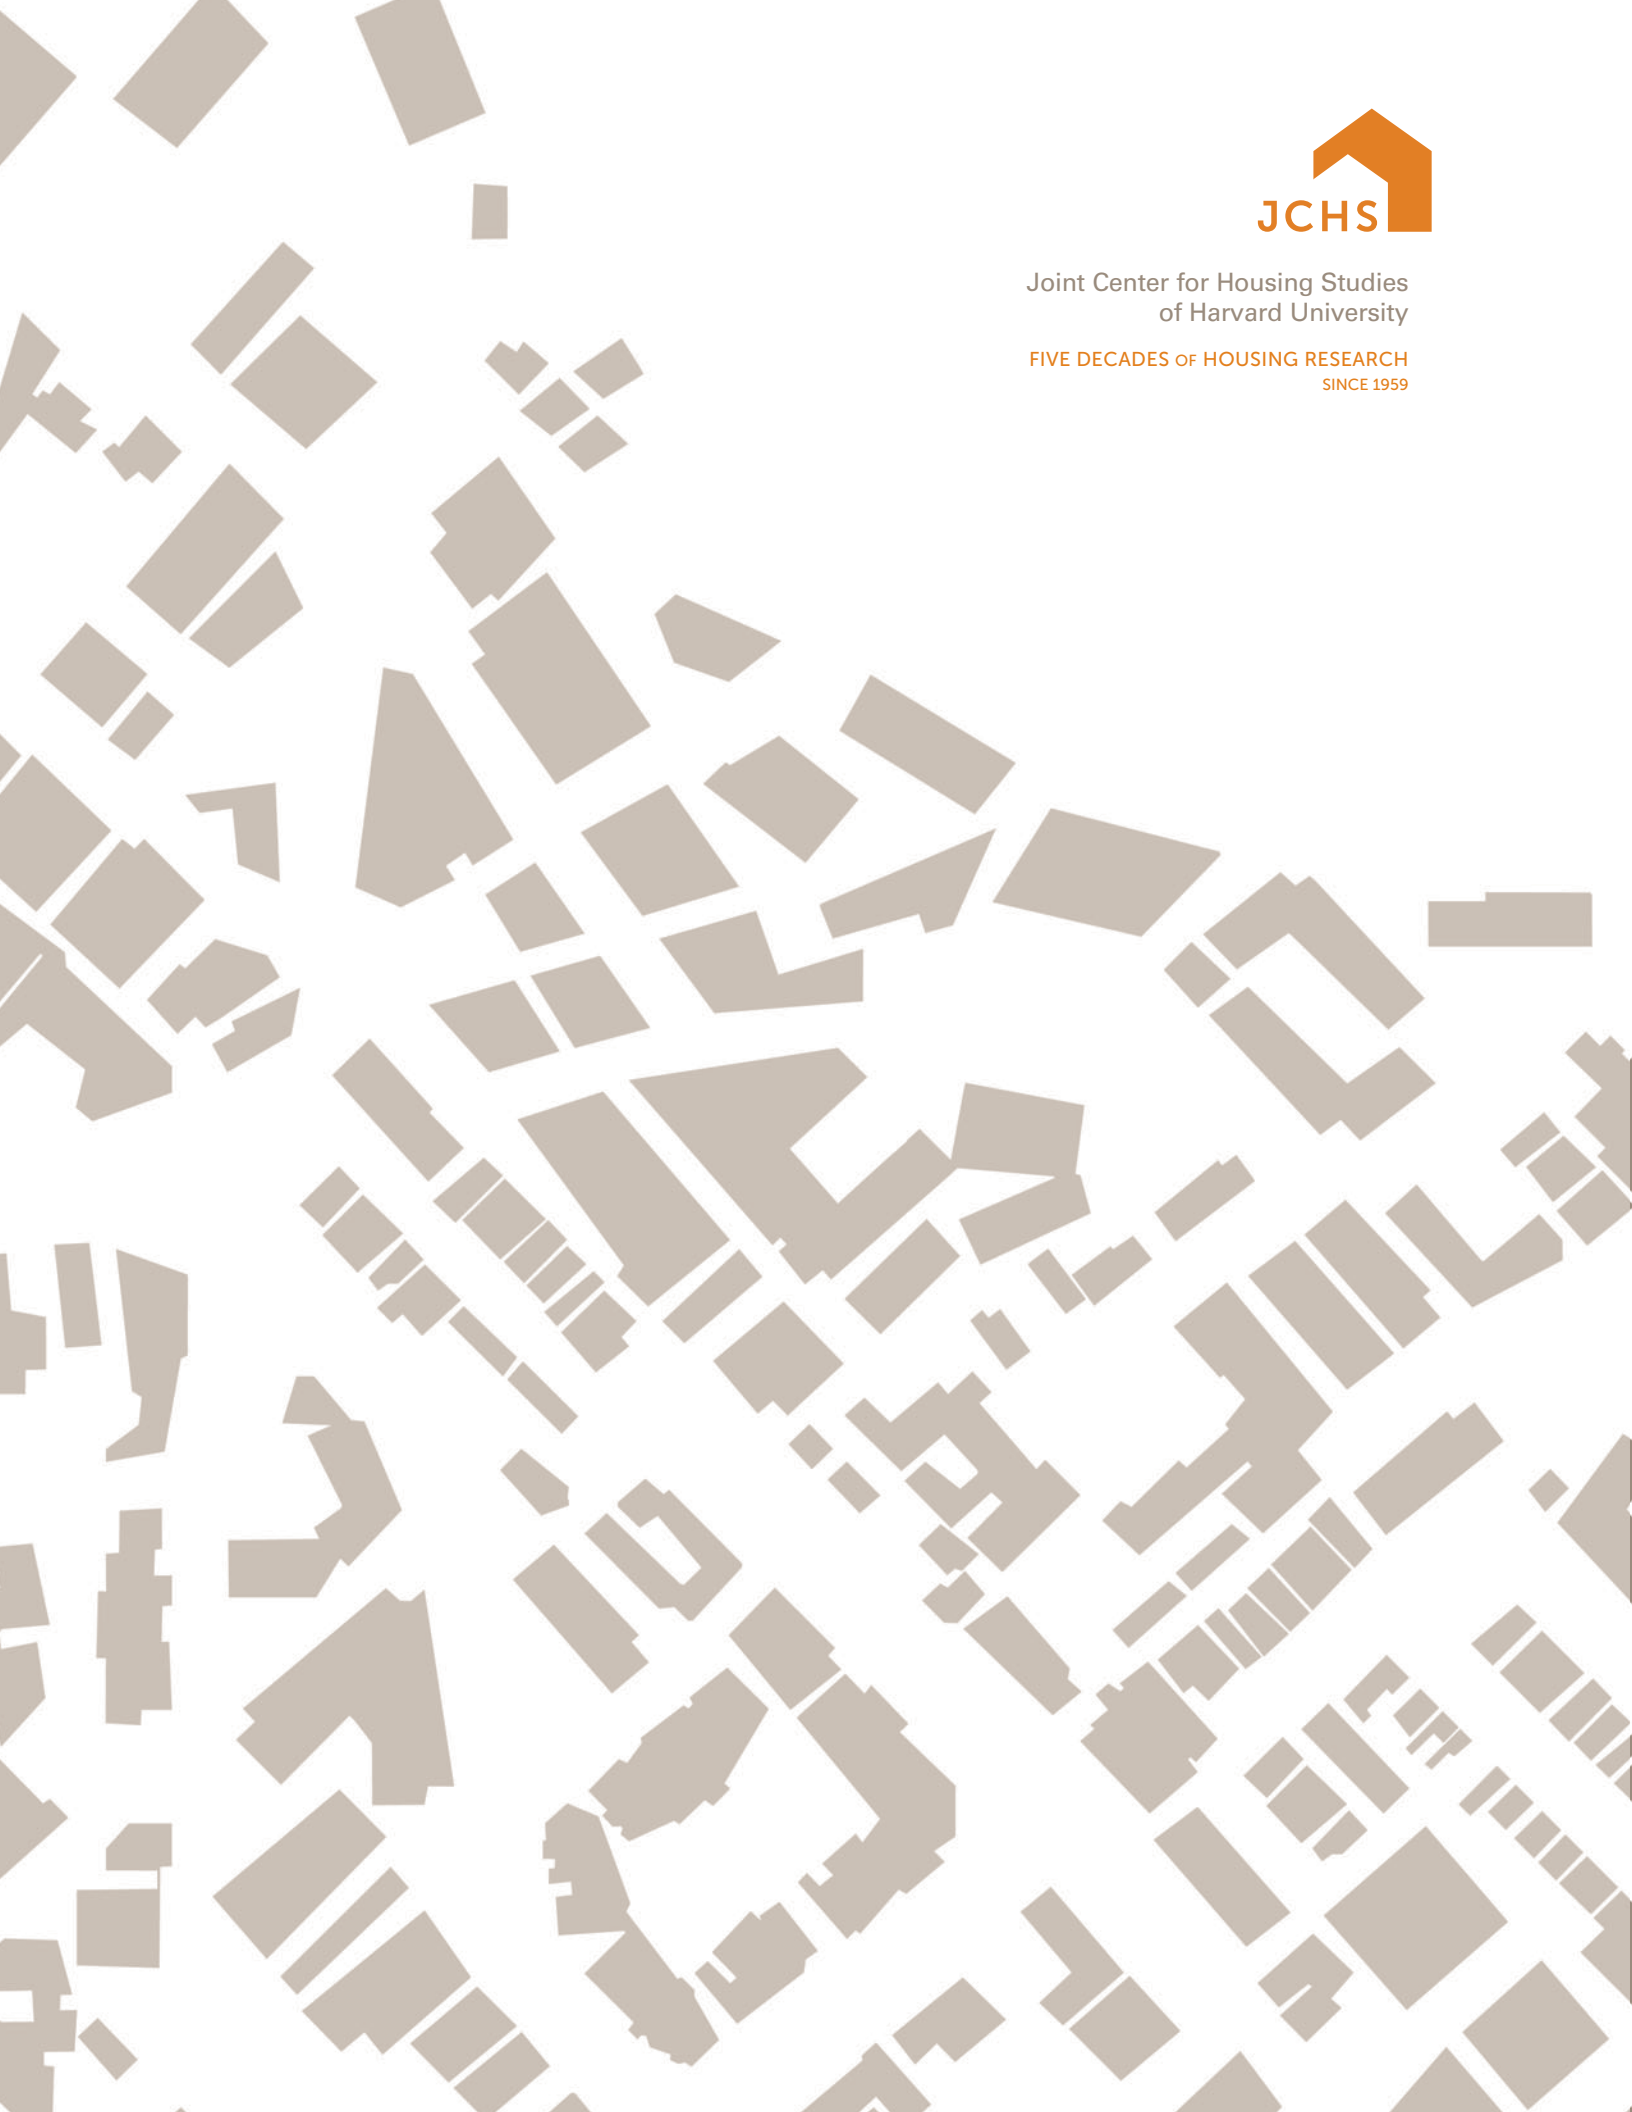 JCHS
Joint Center for Housing Studies
of Harvard University
FIVE DECADES OF HOUSING RESEARCH
SINCE 1959